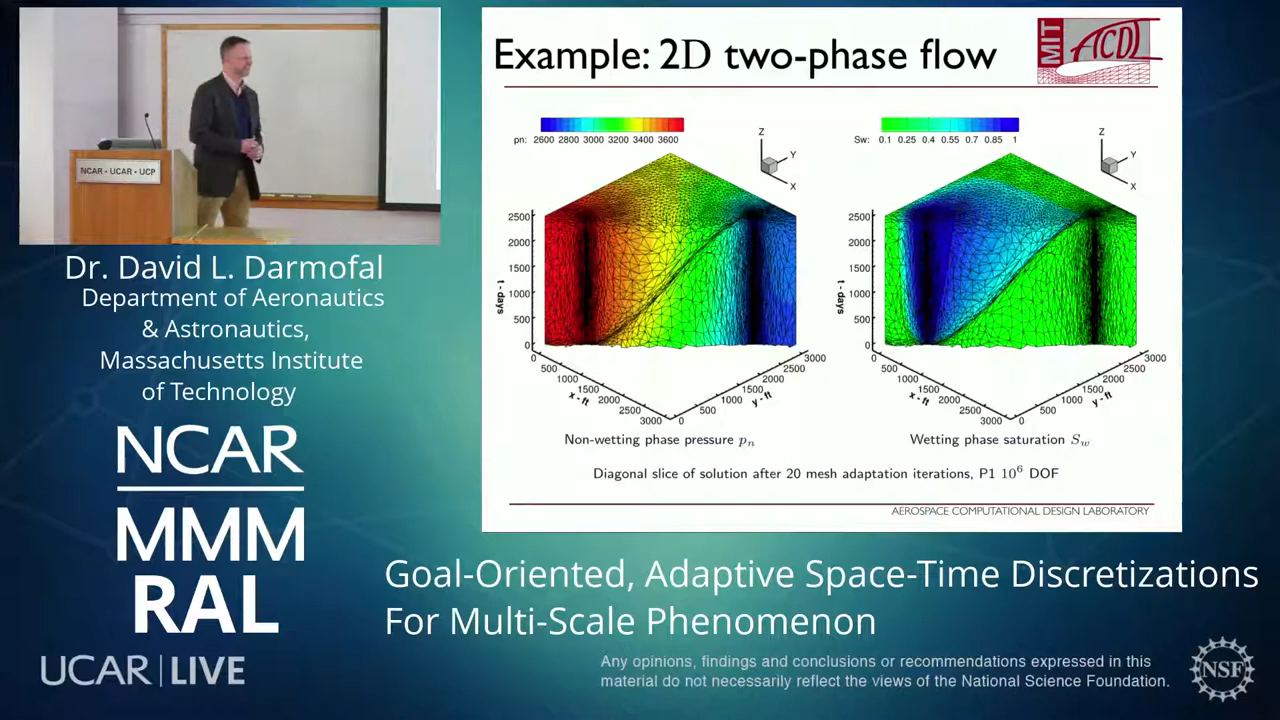 NCAR • UCAR • UCP
Dr. David L. Darmofal
Department of Aeronautics
& Astronautics,
Massachusetts Institute
of Technology
NCAR
MMM
RAL
UCAR | LIVE
Example: 2D two-phase flow
MIT
ACDL
pn: 2600 2800 3000 3200 3400 3600
Z
Y
X
2500
2000
1500
1000
500
0
t - days
0
500
1000
1500
2000
2500
3000
x - ft
0
500
1000
1500
2000
2500
3000
y - ft
Non-wetting phase pressure pn
Sw: 0.1 0.25 0.4 0.55 0.7 0.85 1
Z
Y
X
2500
2000
1500
1000
500
0
t - days
0
500
1000
1500
2000
2500
3000
x - ft
0
500
1000
1500
2000
2500
3000
y - ft
Wetting phase saturation Sw
Diagonal slice of solution after 20 mesh adaptation iterations, P1 10⁶ DOF
AEROSPACE COMPUTATIONAL DESIGN LABORATORY
Goal-Oriented, Adaptive Space-Time Discretizations
For Multi-Scale Phenomenon
Any opinions, findings and conclusions or recommendations expressed in this
material do not necessarily reflect the views of the National Science Foundation.
NSF